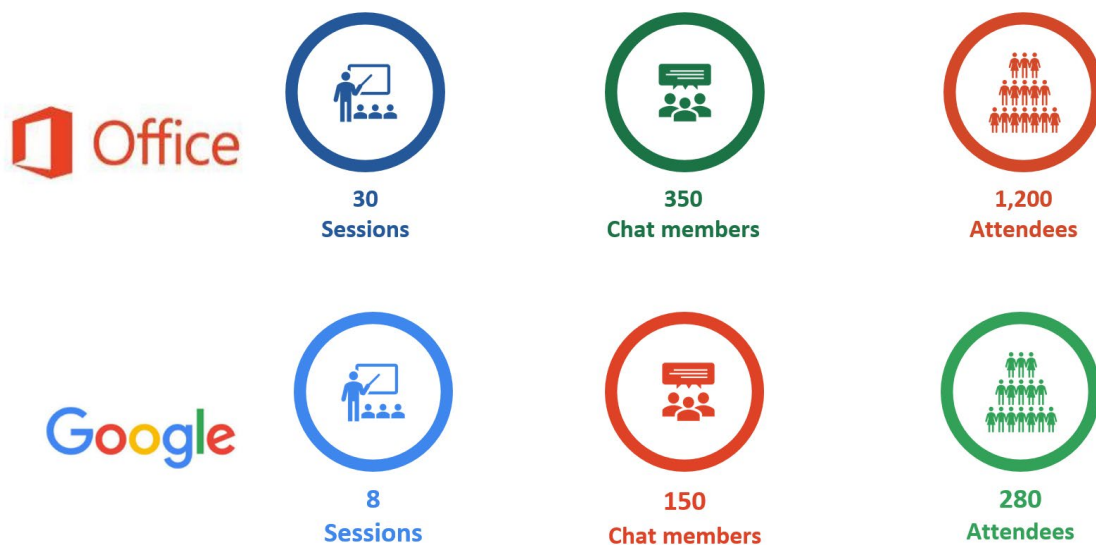 Office
30
Sessions
350
Chat members
1,200
Attendees
Google
8
Sessions
150
Chat members
280
Attendees